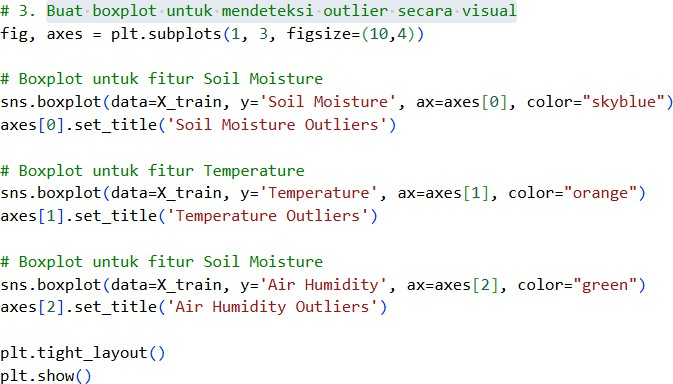 # 3. Buat boxplot untuk mendeteksi outlier secara visual
fig, axes = plt.subplots(1, 3, figsize=(10,4))
# Boxplot untuk fitur Soil Moisture
sns.boxplot(data=X_train, y='Soil Moisture', ax=axes[0], color="skyblue")
axes[0].set_title('Soil Moisture Outliers')
# Boxplot untuk fitur Temperature
sns.boxplot(data=X_train, y='Temperature', ax=axes[1], color="orange")
axes[1].set_title('Temperature Outliers')
# Boxplot untuk fitur Soil Moisture
sns.boxplot(data=X_train, y='Air Humidity', ax=axes[2], color="green")
axes[2].set_title('Air Humidity Outliers')
plt.tight_layout()
plt.show()